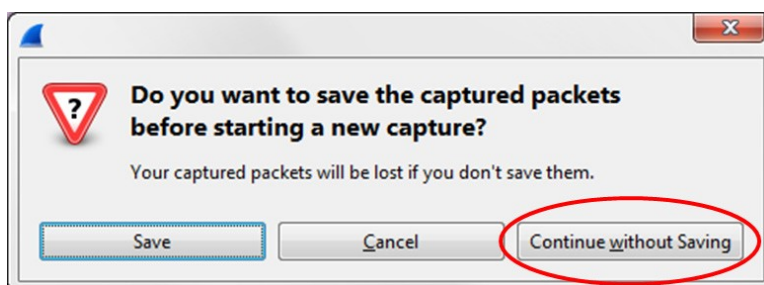 Do you want to save the captured packets
before starting a new capture?
Your captured packets will be lost if you don't save them.
Save
Cancel
Continue without Saving